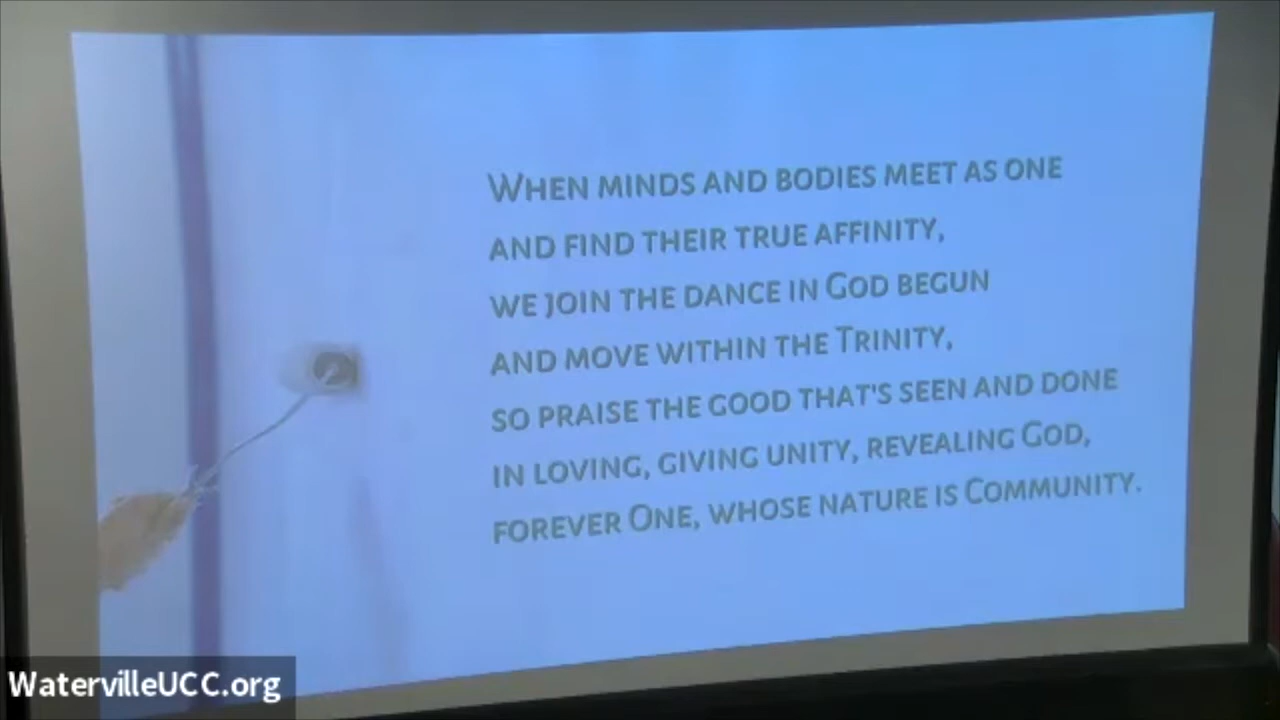 When minds and bodies meet as one
and find their true affinity,
we join the dance in God begun
and move within the Trinity,
so praise the good that's seen and done
in loving, giving unity, revealing God,
forever One, whose nature is Community.
WatervilleUCC.org